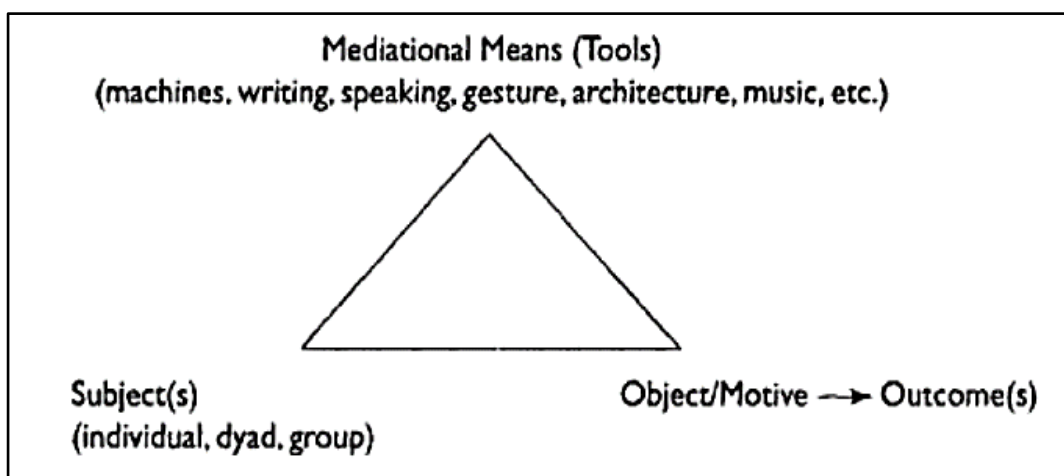 Mediational Means (Tools)
(machines, writing, speaking, gesture, architecture, music, etc.)
Subject(s)
(individual, dyad, group)
Object/Motive → Outcome(s)